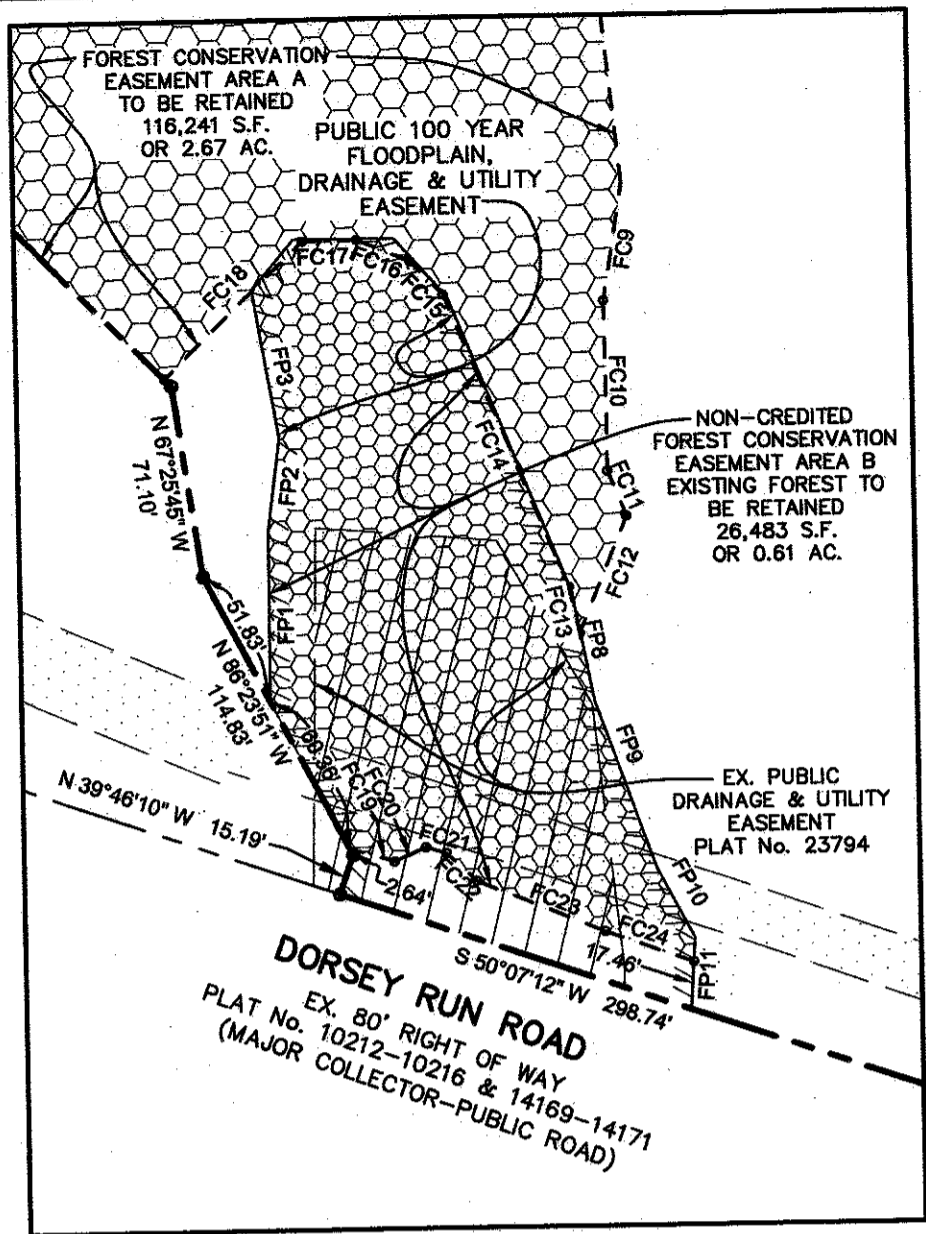 FOREST CONSERVATION
EASEMENT AREA A
TO BE RETAINED
116,241 S.F.
OR 2.67 AC.
PUBLIC 100 YEAR
FLOODPLAIN,
DRAINAGE & UTILITY
EASEMENT
FC9
FC18
FC17
FC16
FC15
FP3
FC10
NON-CREDITED
FOREST CONSERVATION
EASEMENT AREA B
EXISTING FOREST TO
BE RETAINED
26,483 S.F.
OR 0.61 AC.
FC14
FC11
FP2
N 67°25'45" W
71.10'
FC12
FC13
FP8
51.83'
FP1
N 86°23'51" W
114.83'
60.36'
FP9
EX. PUBLIC
DRAINAGE & UTILITY
EASEMENT
PLAT No. 23794
FC19
FC20
FC21
FC22
N 39°46'10" W 15.19'
2.64'
FC23
FP10
FC24
17.46'
FP11
S 50°07'12" W 298.74'
DORSEY RUN ROAD
EX. 80' RIGHT OF WAY
PLAT No. 10212-10216 & 14169-14171
(MAJOR COLLECTOR-PUBLIC ROAD)